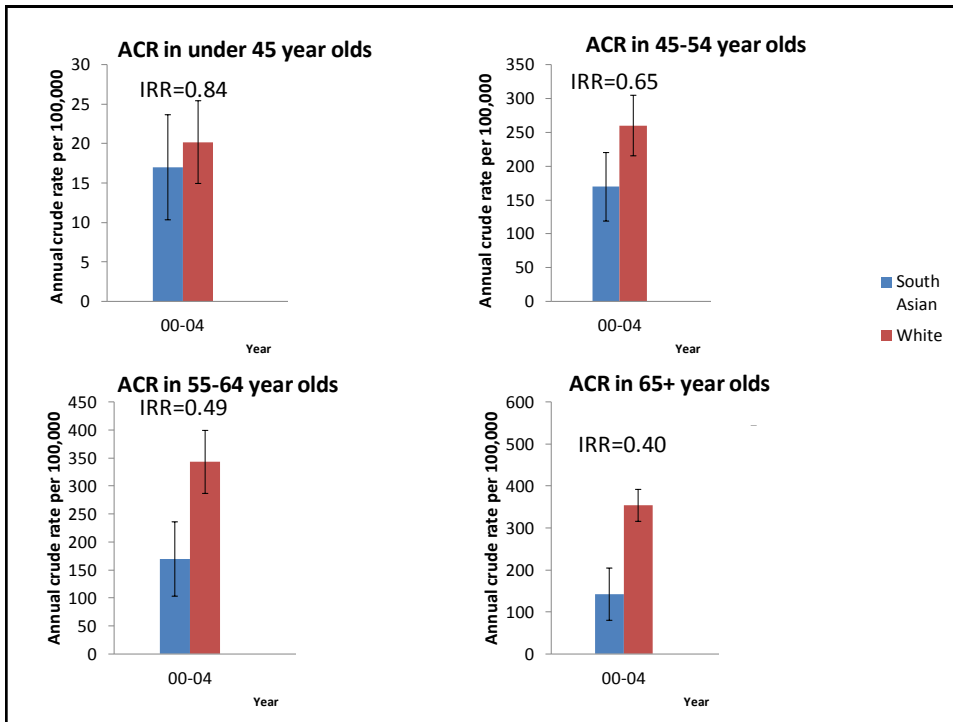 ACR in under 45 year olds
Annual crude rate per 100,000
30
25
20
15
10
5
0
IRR=0.84
00-04
Year
ACR in 45-54 year olds
Annual crude rate per 100,000
350
300
250
200
150
100
50
0
IRR=0.65
00-04
Year
South
Asian
White
ACR in 55-64 year olds
Annual crude rate per 100,000
450
400
350
300
250
200
150
100
50
0
IRR=0.49
00-04
Year
ACR in 65+ year olds
Annual crude rate per 100,000
600
500
400
300
200
100
0
IRR=0.40
00-04
Year